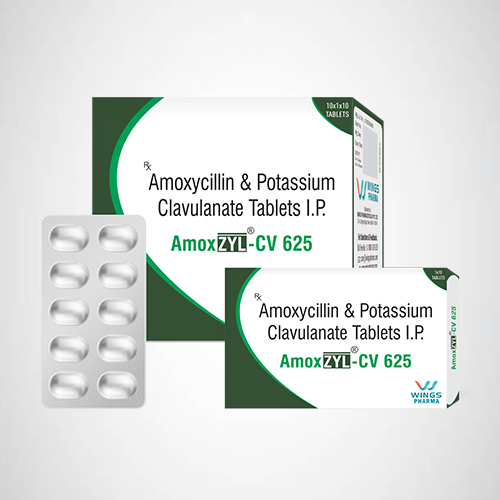 10x1x10
TABLETS
Rx
Amoxycillin & Potassium
Clavulanate Tablets I.P.
AmoxZYL®-CV 625
WINGS
PHARMA
1x10
TABLETS
Rx
Amoxycillin & Potassium
Clavulanate Tablets I.P.
AmoxZYL®-CV 625
AmoxZYL-CV 625
WINGS
PHARMA